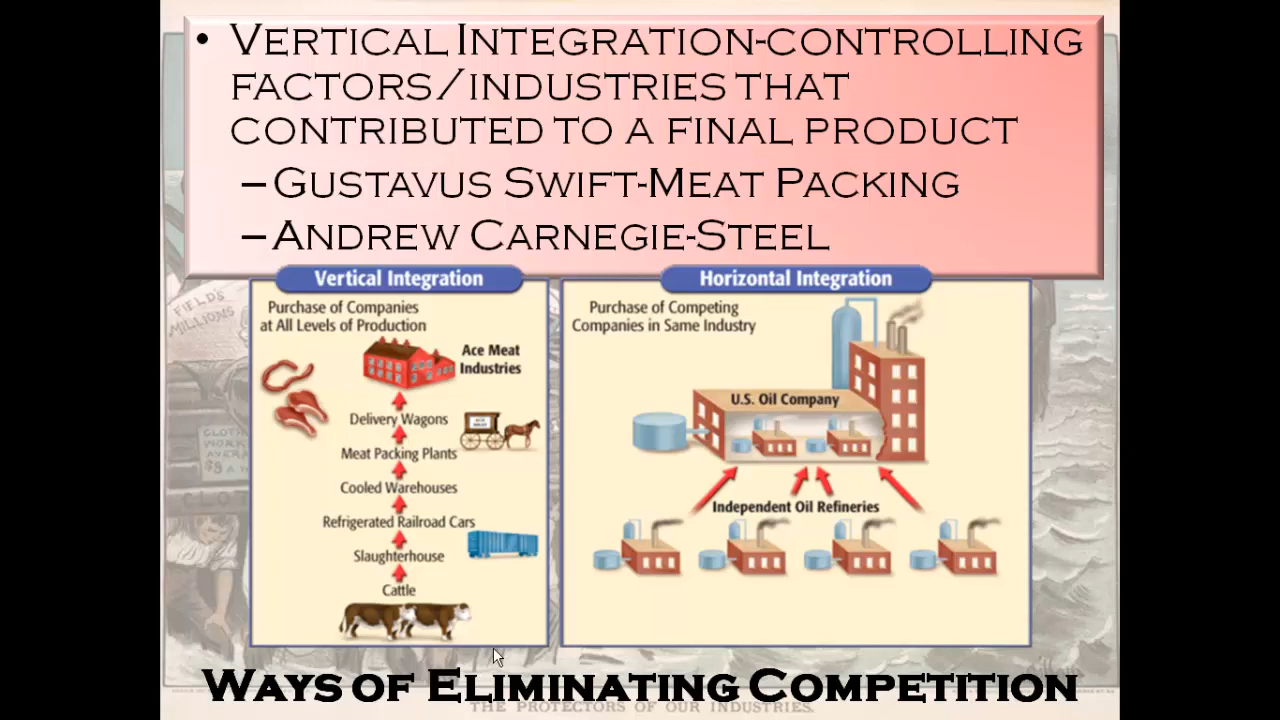 • VERTICAL INTEGRATION-CONTROLLING
FACTORS/INDUSTRIES THAT
CONTRIBUTED TO A FINAL PRODUCT
–GUSTAVUS SWIFT-MEAT PACKING
–ANDREW CARNEGIE-STEEL
Vertical Integration
Purchase of Companies
at All Levels of Production
Ace Meat
Industries
Delivery Wagons
Meat Packing Plants
Cooled Warehouses
Refrigerated Railroad Cars
Slaughterhouse
Cattle
Horizontal Integration
Purchase of Competing
Companies in Same Industry
U.S. Oil Company
Independent Oil Refineries
FIELD'S
MILLIONS
WAYS OF ELIMINATING COMPETITION
THE PROTECTORS OF OUR INDUSTRIES.